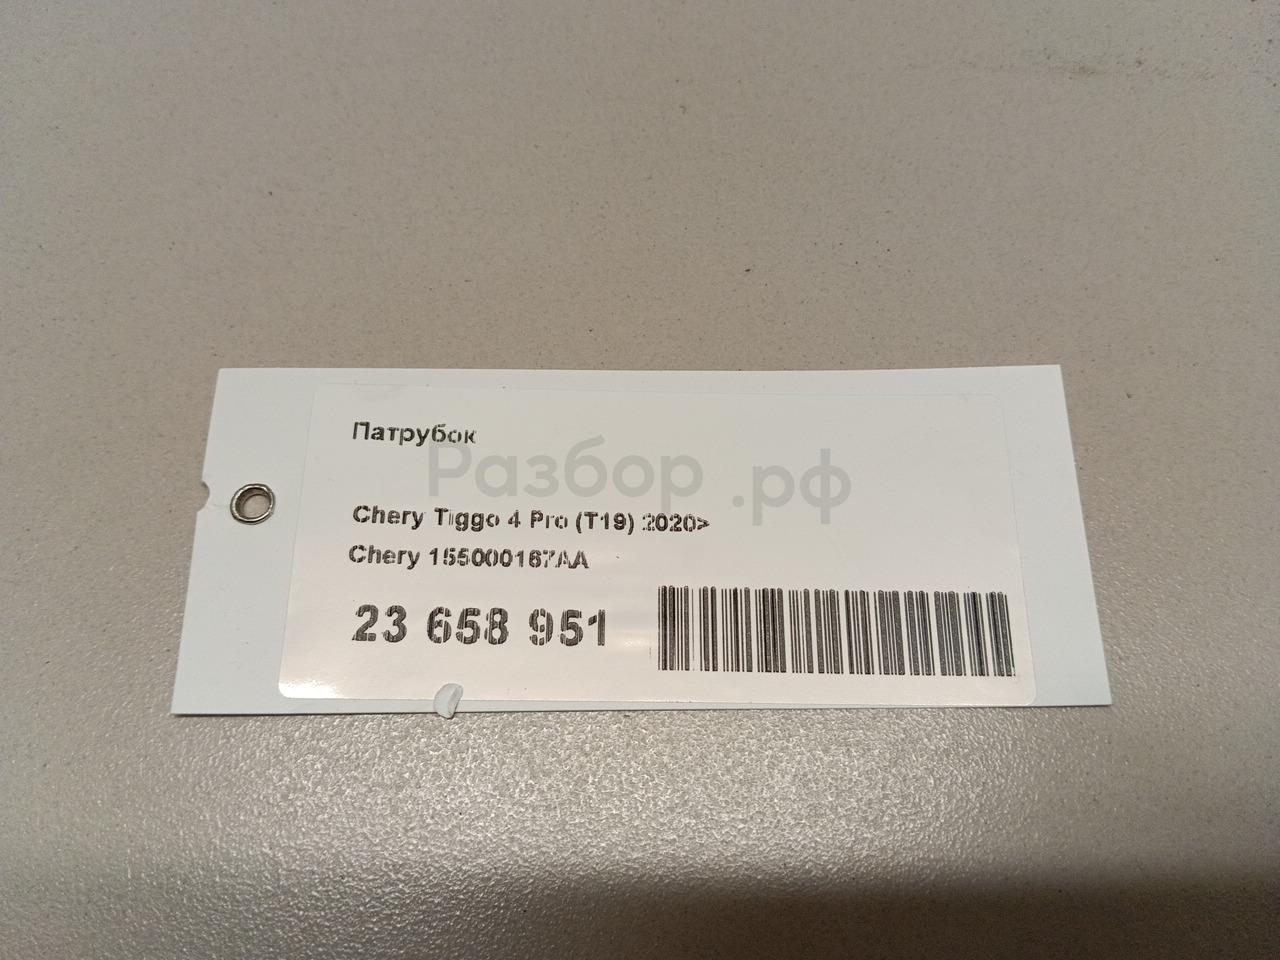 Патрубок
Разбор.рф
Chery Tiggo 4 Pro (T19) 2020>
Chery 155000167AA
23 658 951